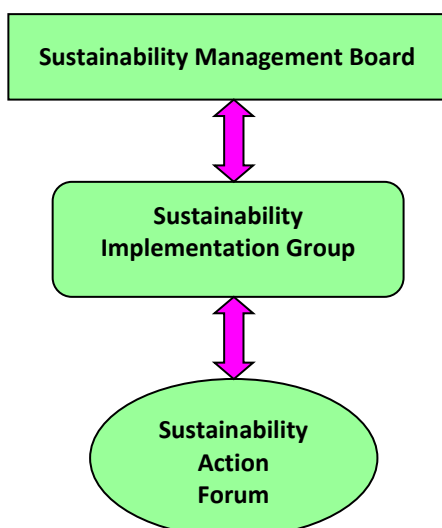 Sustainability Management Board
Sustainability
Implementation Group
Sustainability
Action
Forum